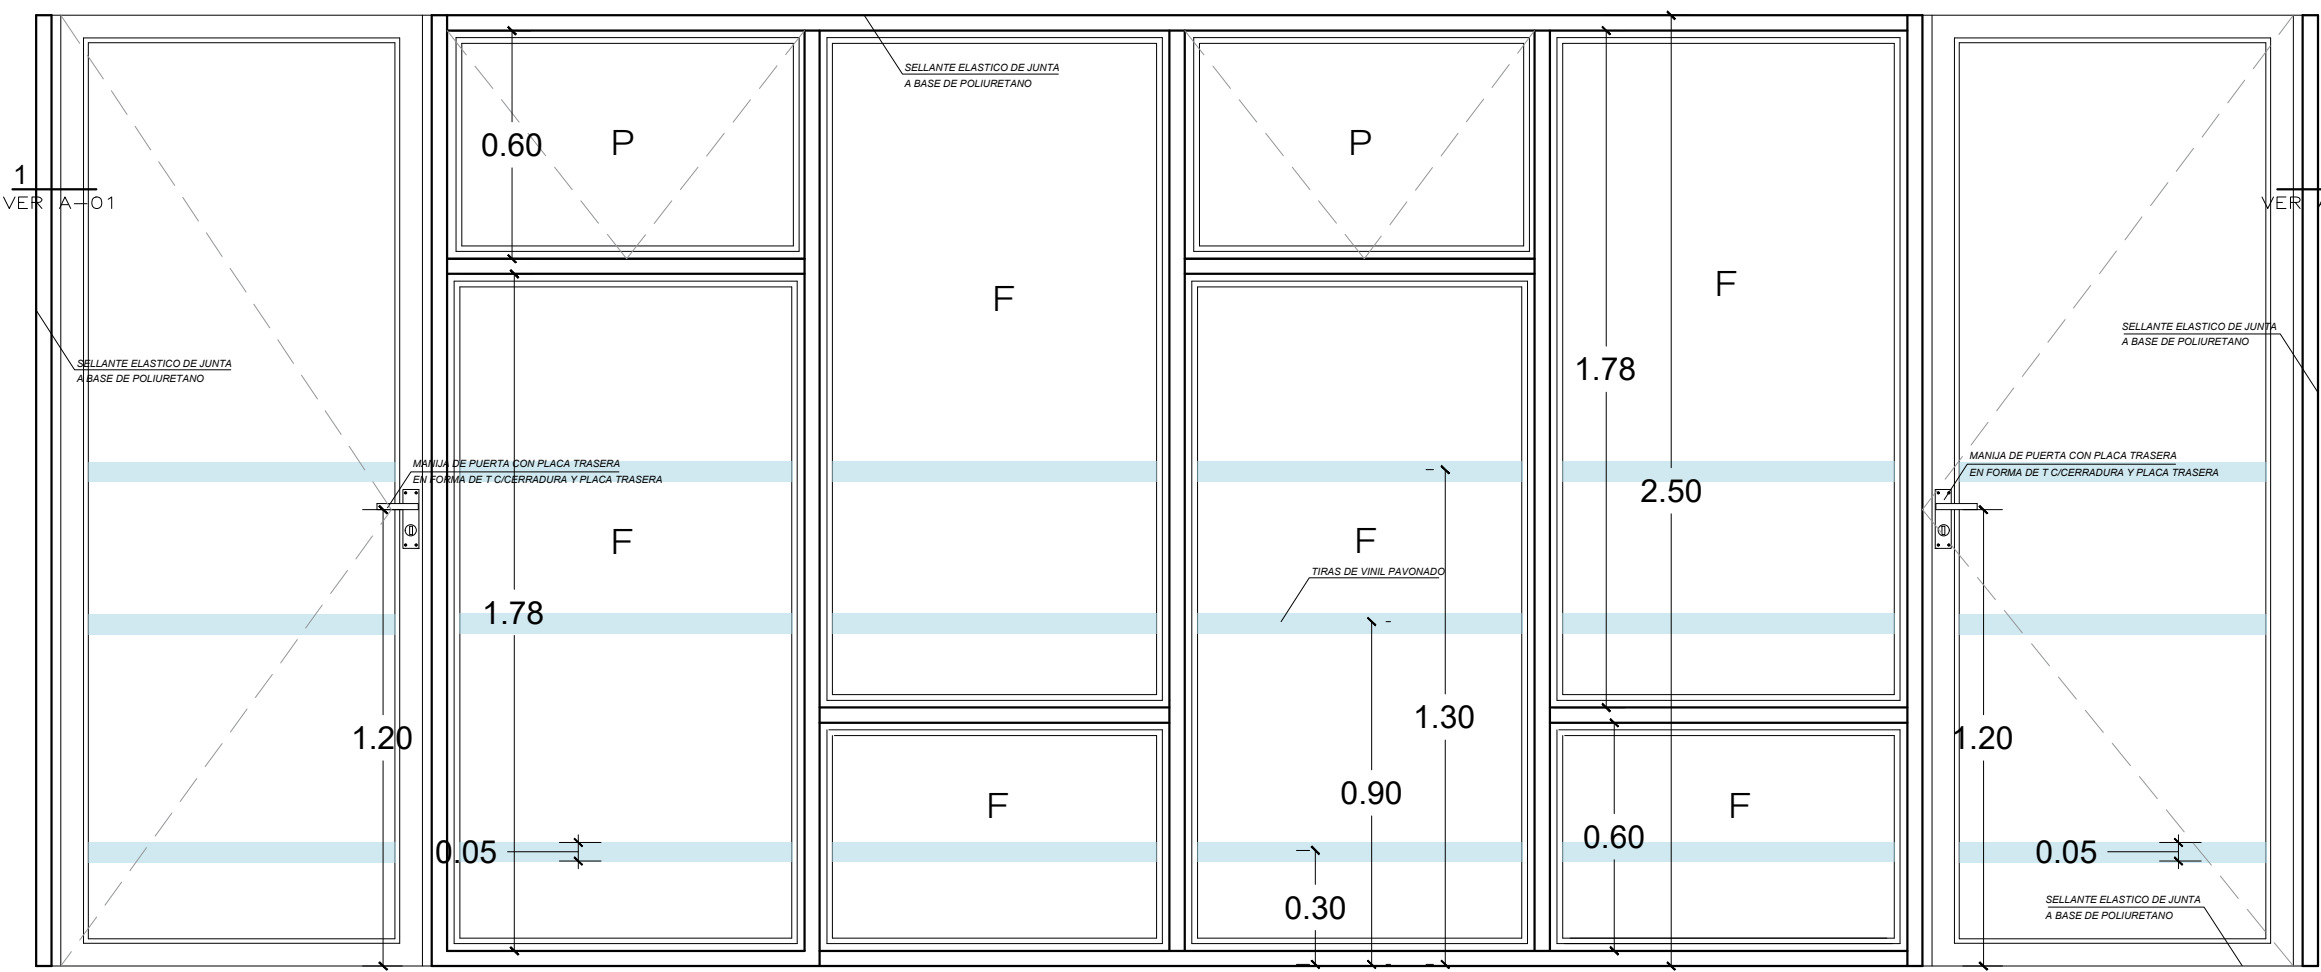 SELLANTE ELASTICO DE JUNTA
A BASE DE POLIURETANO
0.60
P
P
1
VER A-01
VER
F
F
SELLANTE ELASTICO DE JUNTA
A BASE DE POLIURETANO
SELLANTE ELASTICO DE JUNTA
A BASE DE POLIURETANO
1.78
MANIJA DE PUERTA CON PLACA TRASERA
EN FORMA DE T C/CERRADURA Y PLACA TRASERA
MANIJA DE PUERTA CON PLACA TRASERA
EN FORMA DE T C/CERRADURA Y PLACA TRASERA
2.50
F
F
TIRAS DE VINIL PAVONADO
1.78
1.30
1.20
1.20
0.90
F
F
0.60
0.05
0.05
0.30
SELLANTE ELASTICO DE JUNTA
A BASE DE POLIURETANO